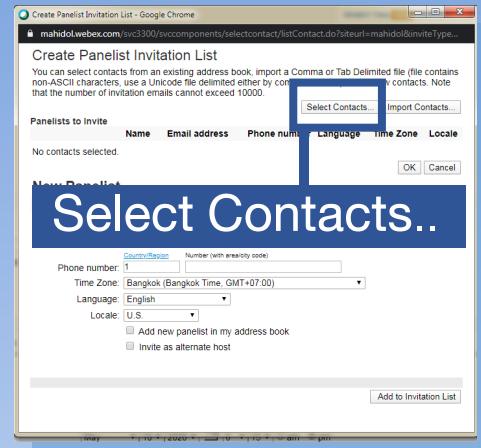 Create Panelist Invitation List - Google Chrome
mahidol.webex.com/svc3300/svccomponents/selectcontact/listContact.do?siteurl=mahidol&inviteType...
Create Panelist Invitation List
You can select contacts from an existing address book, import a Comma or Tab Delimited file (file contains
non-ASCII characters, use a Unicode file delimited either by com w contacts. Note
that the number of invitation emails cannot exceed 10000.
Select Contacts... Import Contacts...
Panelists to Invite
Name Email address Phone number Language Time Zone Locale
No contacts selected.
OK Cancel
New Panelist
Select Contacts..
Country/Region Number (with area/city code)
Phone number: 1
Time Zone: Bangkok (Bangkok Time, GMT+07:00)
Language: English
Locale: U.S.
Add new panelist in my address book
Invite as alternate host
Add to Invitation List